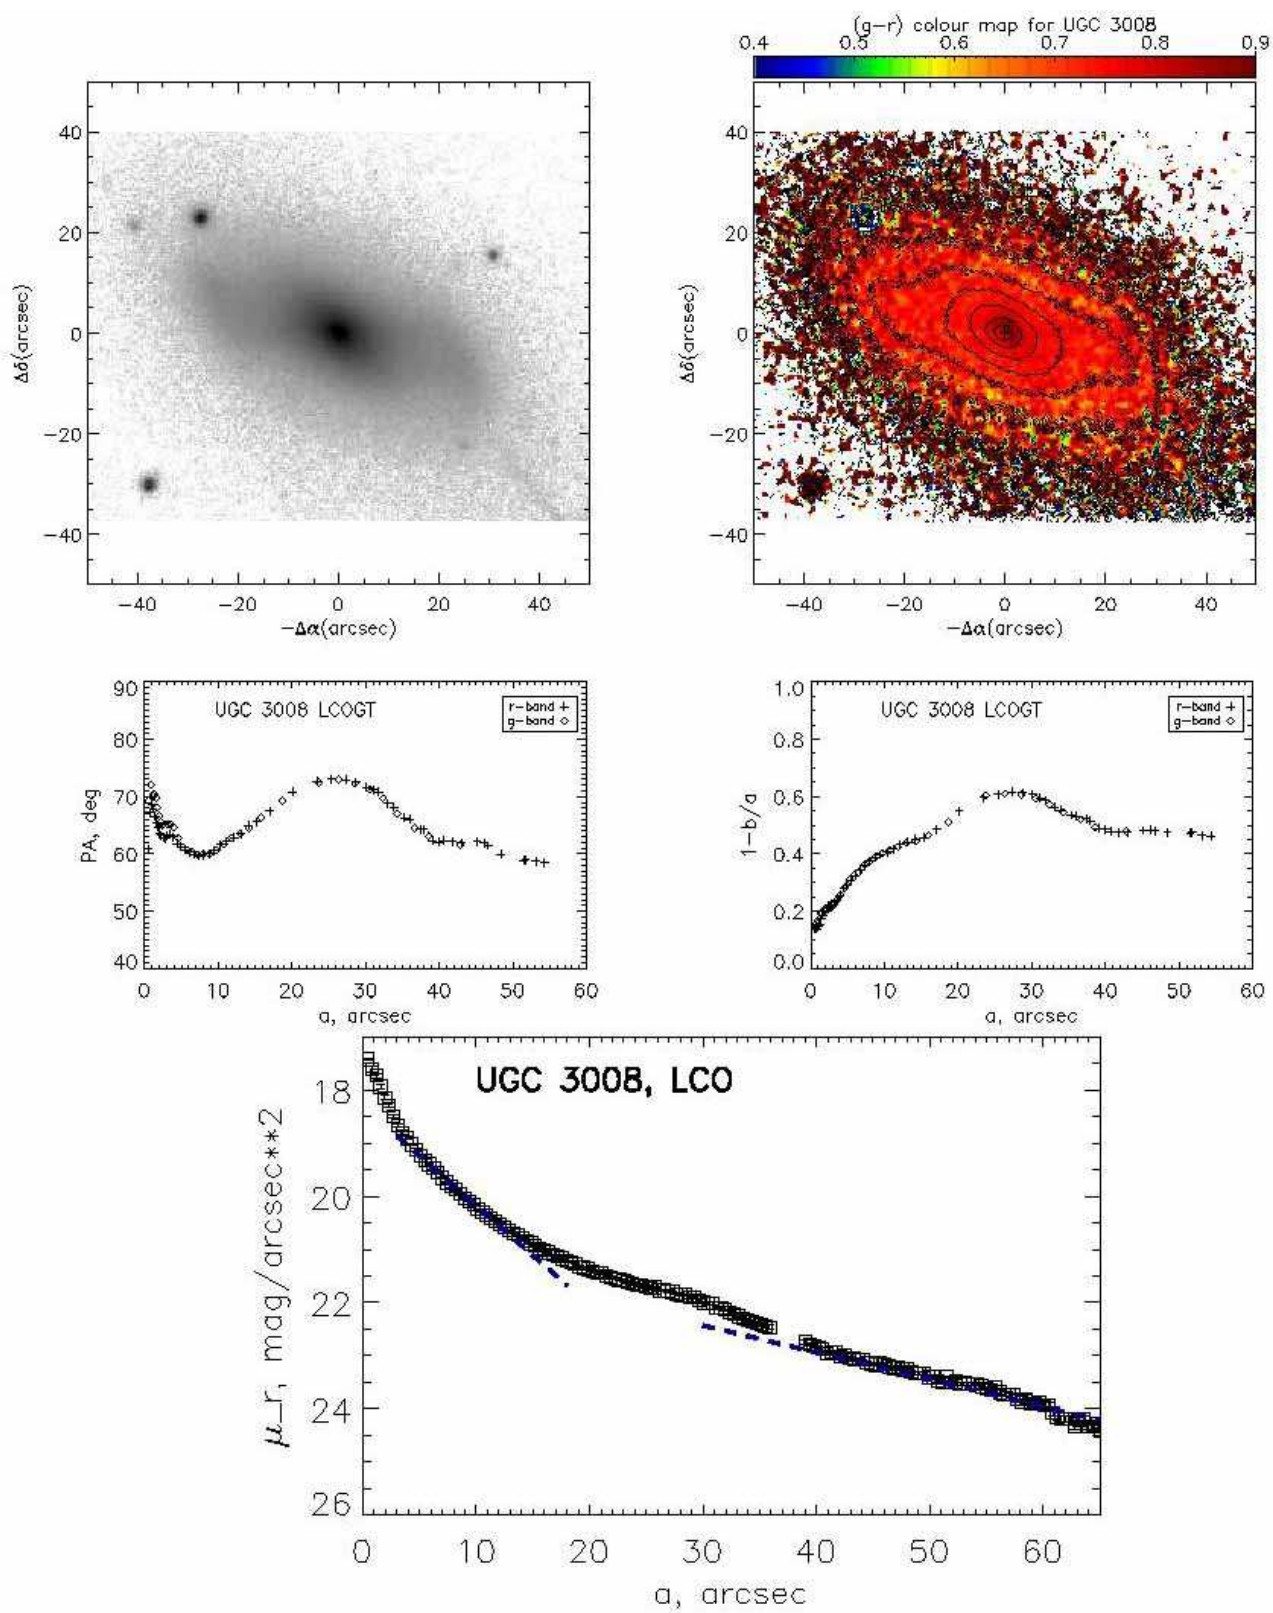 (g−r) colour map for UGC 3008
0.4 0.5 0.6 0.7 0.8 0.9
40
20
0
−20
−40
Δδ(arcsec)
−40 −20 0 20 40
−Δα(arcsec)
40
20
0
−20
−40
Δδ(arcsec)
−40 −20 0 20 40
−Δα(arcsec)
90
80
70
60
50
40
PA, deg
UGC 3008 LCOGT
r−band +
g−band ◇
0 10 20 30 40 50 60
a, arcsec
1.0
0.8
0.6
0.4
0.2
0.0
1−b/a
UGC 3008 LCOGT
r−band +
g−band ◇
0 10 20 30 40 50 60
a, arcsec
UGC 3008, LCO
18
20
22
24
26
μ_r, mag/arcsec**2
0 10 20 30 40 50 60
a, arcsec